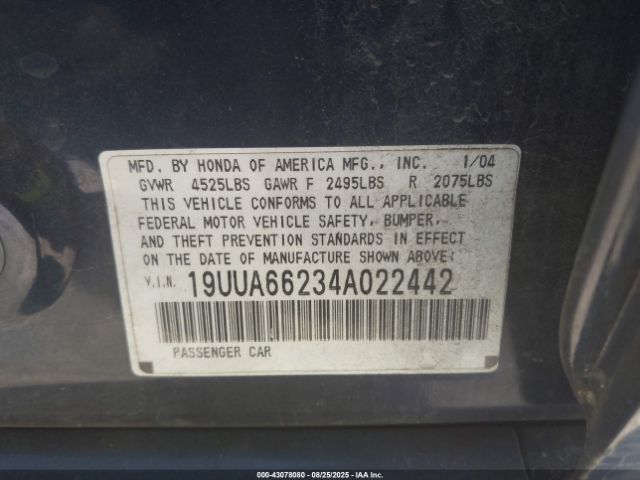 MFD. BY HONDA OF AMERICA MFG., INC. 1/04
GVWR 4525LBS GAWR F 2495LBS R 2075LBS
THIS VEHICLE CONFORMS TO ALL APPLICABLE
FEDERAL MOTOR VEHICLE SAFETY, BUMPER,
AND THEFT PREVENTION STANDARDS IN EFFECT
ON THE DATE OF MANUFACTURE SHOWN ABOVE:
V.I.N. 19UUA66234A022442
PASSENGER CAR
000-43078080 - 08/25/2025 - © IAA, Inc.